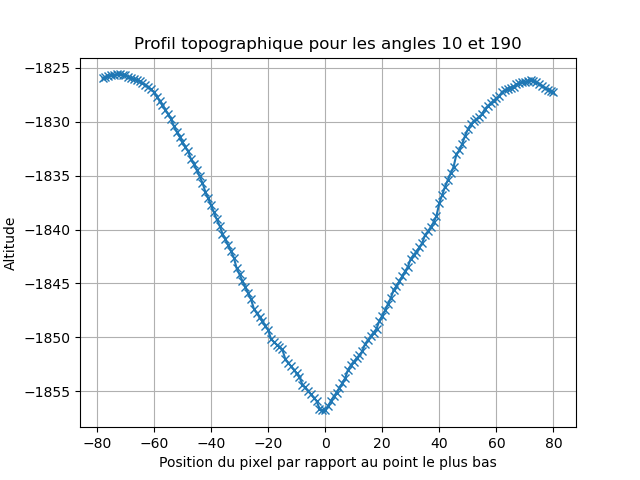 Profil topographique pour les angles 10 et 190
Altitude
−1825
−1830
−1835
−1840
−1845
−1850
−1855
−80 −60 −40 −20 0 20 40 60 80
Position du pixel par rapport au point le plus bas